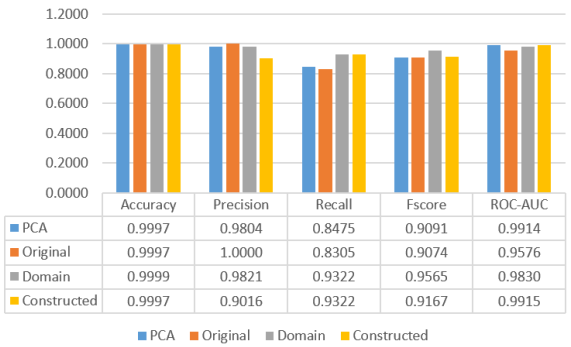 1.2000
1.0000
0.8000
0.6000
0.4000
0.2000
0.0000
Accuracy Precision Recall Fscore ROC-AUC
PCA 0.9997 0.9804 0.8475 0.9091 0.9914
Original 0.9997 1.0000 0.8305 0.9074 0.9576
Domain 0.9999 0.9821 0.9322 0.9565 0.9830
Constructed 0.9997 0.9016 0.9322 0.9167 0.9915
PCA Original Domain Constructed